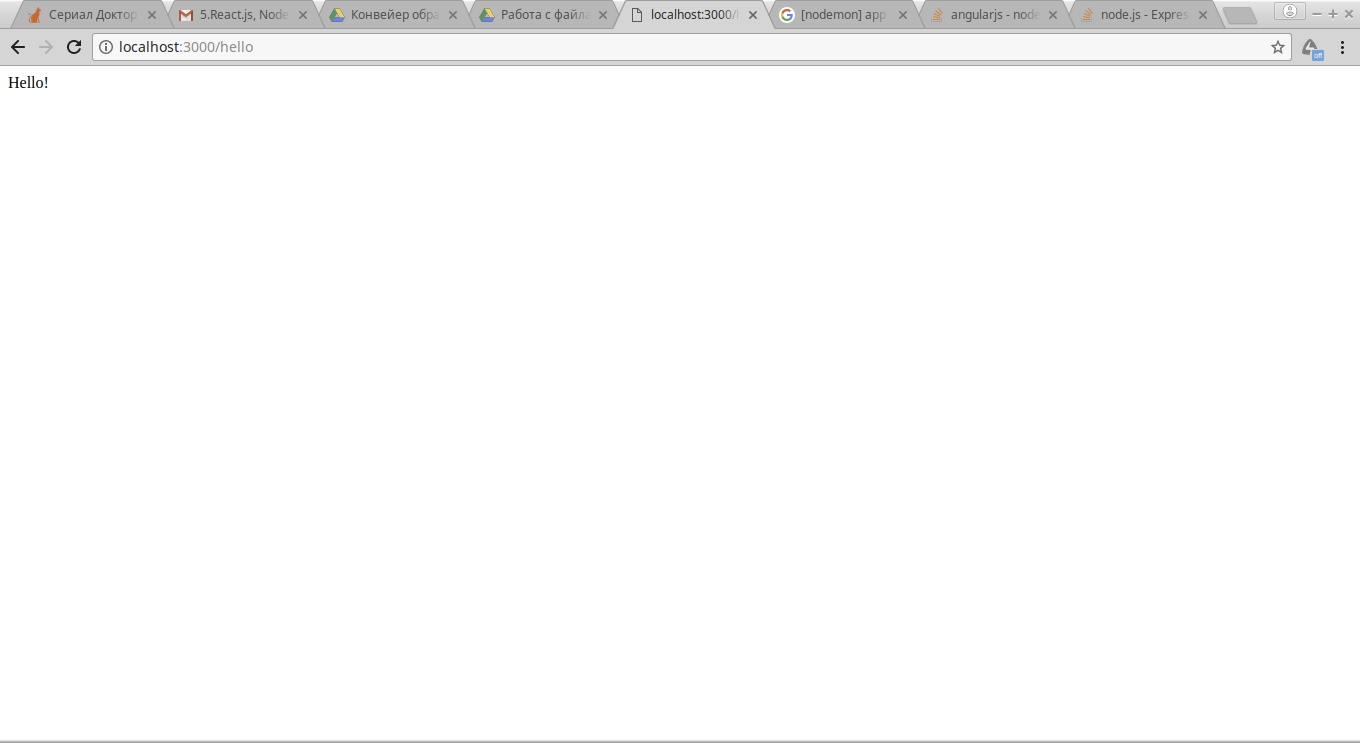 Сериал Доктор
5.React.js, Node
Конвейер обра
Работа с файла
localhost:3000/
[nodemon] app
angularjs - node
node.js - Expres
localhost:3000/hello
off
Hello!